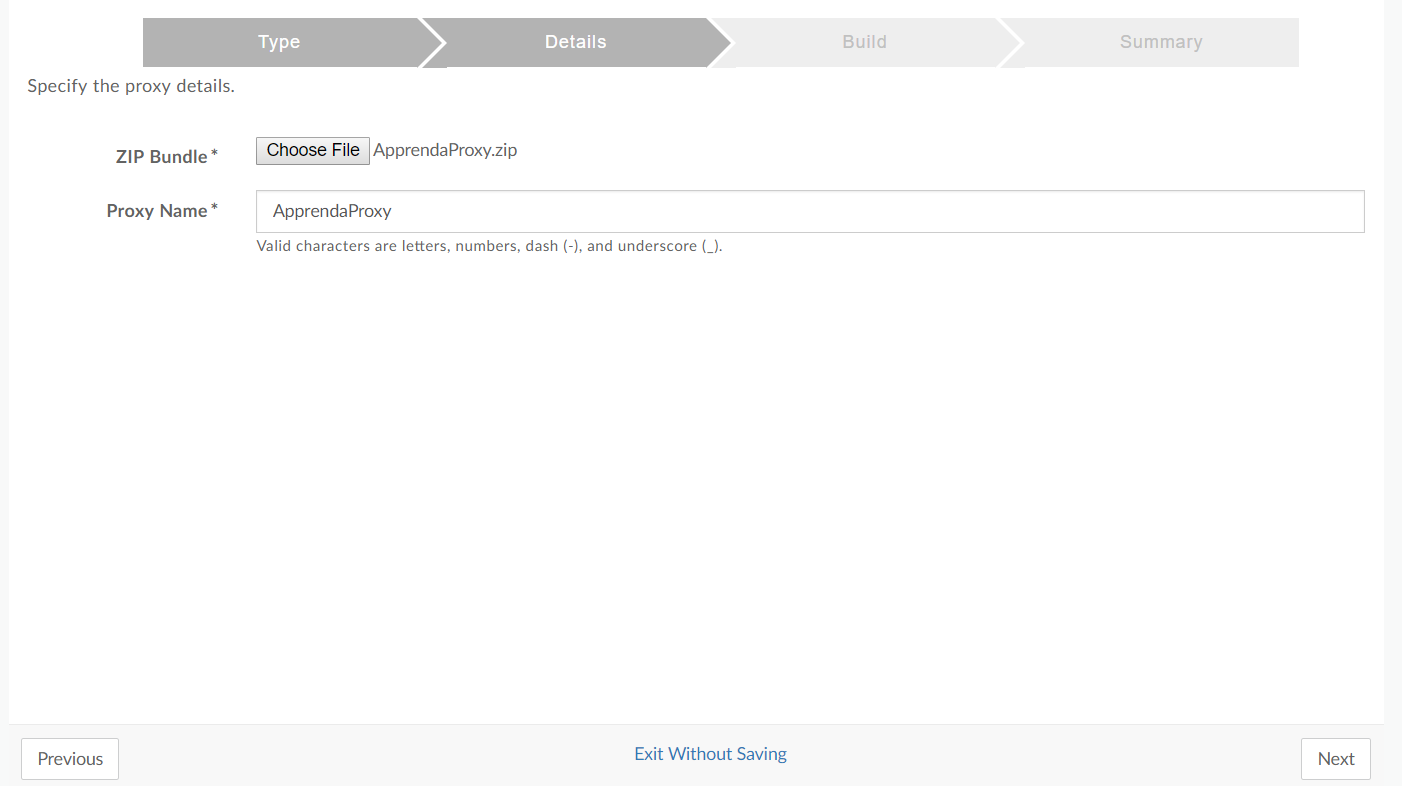 Type Details Build Summary
Specify the proxy details.
ZIP Bundle* Choose File ApprendaProxy.zip
Proxy Name* ApprendaProxy
Valid characters are letters, numbers, dash (-), and underscore (_).
Previous Exit Without Saving Next